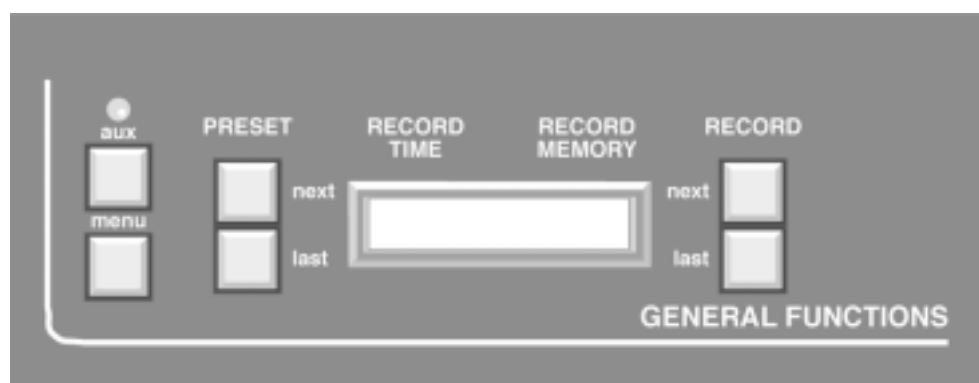 aux
menu
PRESET
next
last
RECORD
TIME
RECORD
MEMORY
RECORD
next
last
GENERAL FUNCTIONS